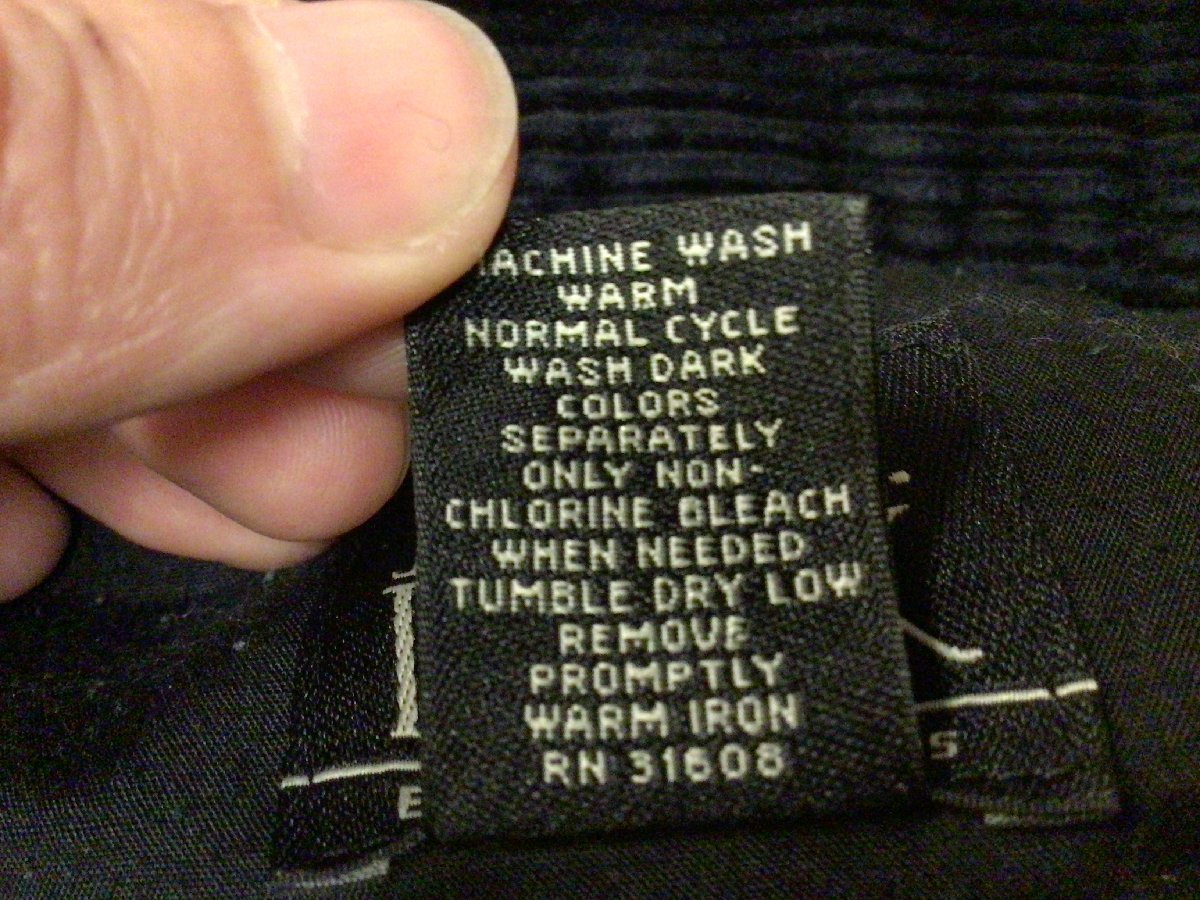 MACHINE WASH
WARM
NORMAL CYCLE
WASH DARK
COLORS
SEPARATELY
ONLY NON-
CHLORINE BLEACH
WHEN NEEDED
TUMBLE DRY LOW
REMOVE
PROMPTLY
WARM IRON
RN 31608
E
S